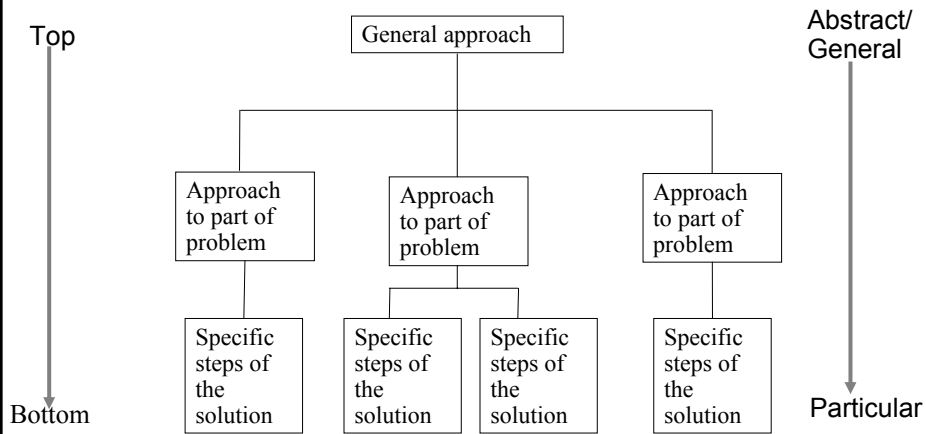 Top
General approach
Abstract/
General
Approach
to part of
problem
Approach
to part of
problem
Approach
to part of
problem
Specific
steps of
the
solution
Specific
steps of
the
solution
Specific
steps of
the
solution
Specific
steps of
the
solution
Bottom
Particular